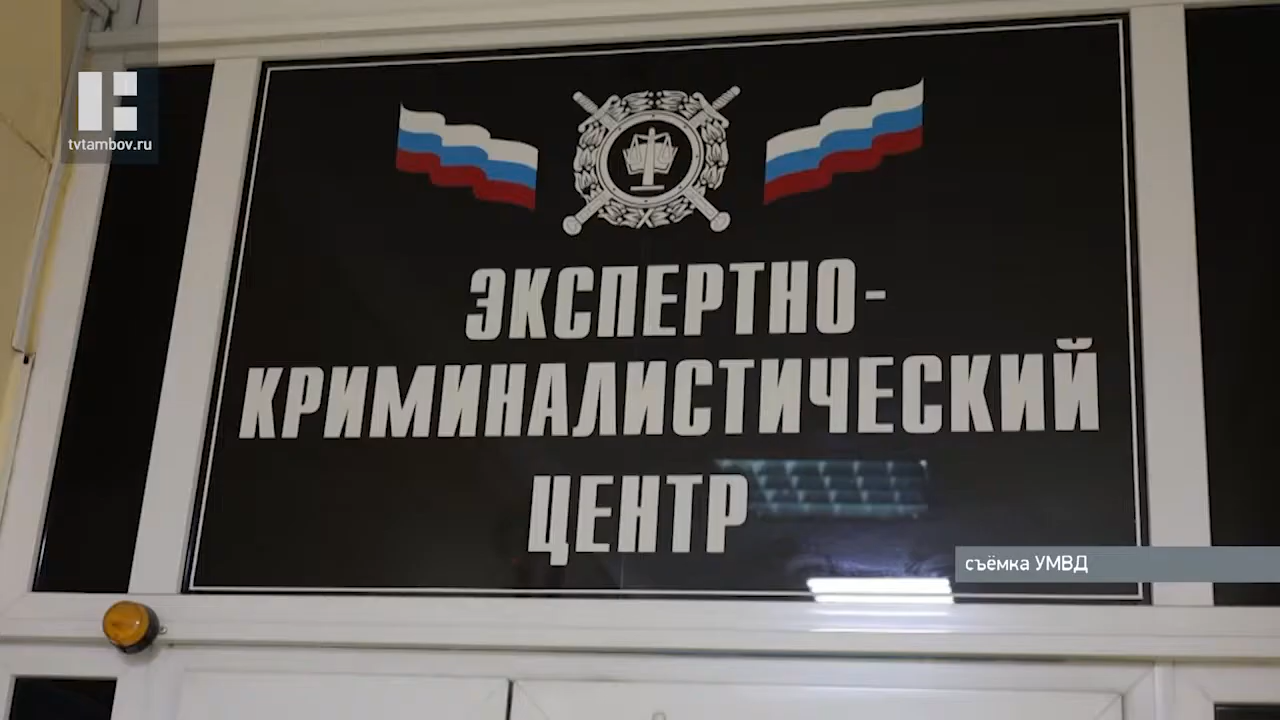 tvtambov.ru
ЭКСПЕРТНО-
КРИМИНАЛИСТИЧЕСКИЙ
ЦЕНТР
съёмка УМВД